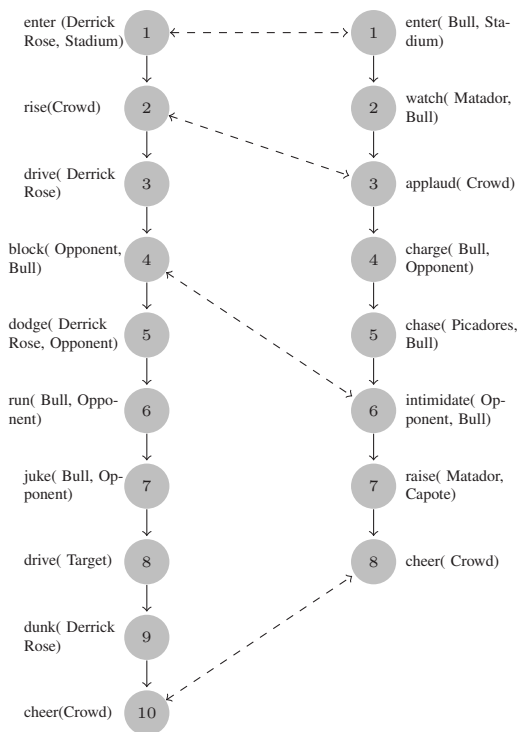 enter (Derrick
Rose, Stadium)
1
1
enter( Bull, Sta-
dium)
rise(Crowd)
2
2
watch( Matador,
Bull)
drive( Derrick
Rose)
3
3
applaud( Crowd)
block( Opponent,
Bull)
4
4
charge( Bull,
Opponent)
dodge( Derrick
Rose, Opponent)
5
5
chase( Picadores,
Bull)
run( Bull, Oppo-
nent)
6
6
intimidate( Op-
ponent, Bull)
juke( Bull, Op-
ponent)
7
7
raise( Matador,
Capote)
drive( Target)
8
8
cheer( Crowd)
dunk( Derrick
Rose)
9
cheer(Crowd)
10